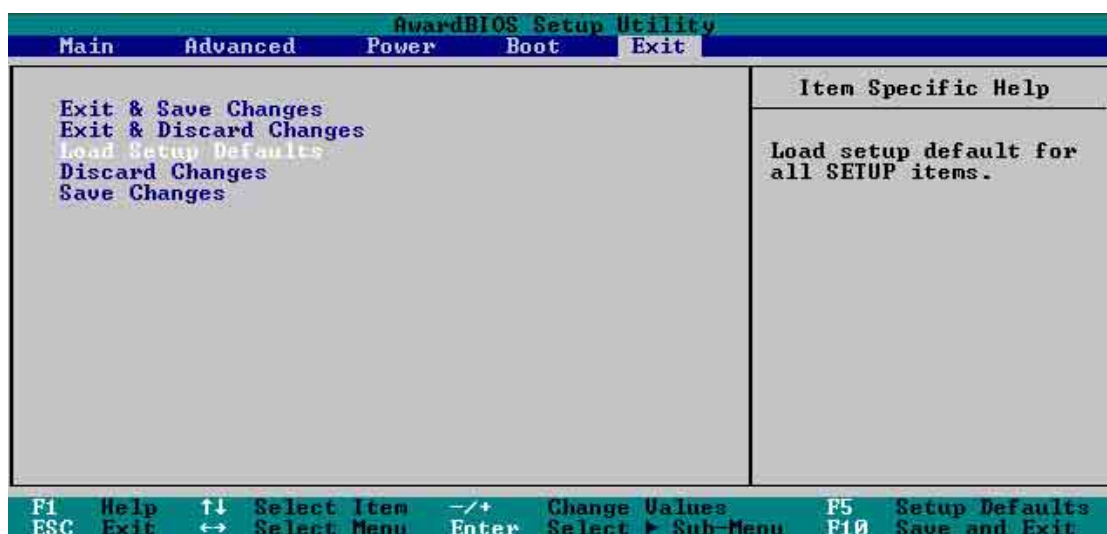 AwardBIOS Setup Utility
Main Advanced Power Boot Exit
Exit & Save Changes
Exit & Discard Changes
Load Setup Defaults
Discard Changes
Save Changes
Item Specific Help
Load setup default for
all SETUP items.
F1 Help ↑↓ Select Item -/+ Change Values F5 Setup Defaults
ESC Exit ↔ Select Menu Enter Select ▶ Sub-Menu F10 Save and Exit